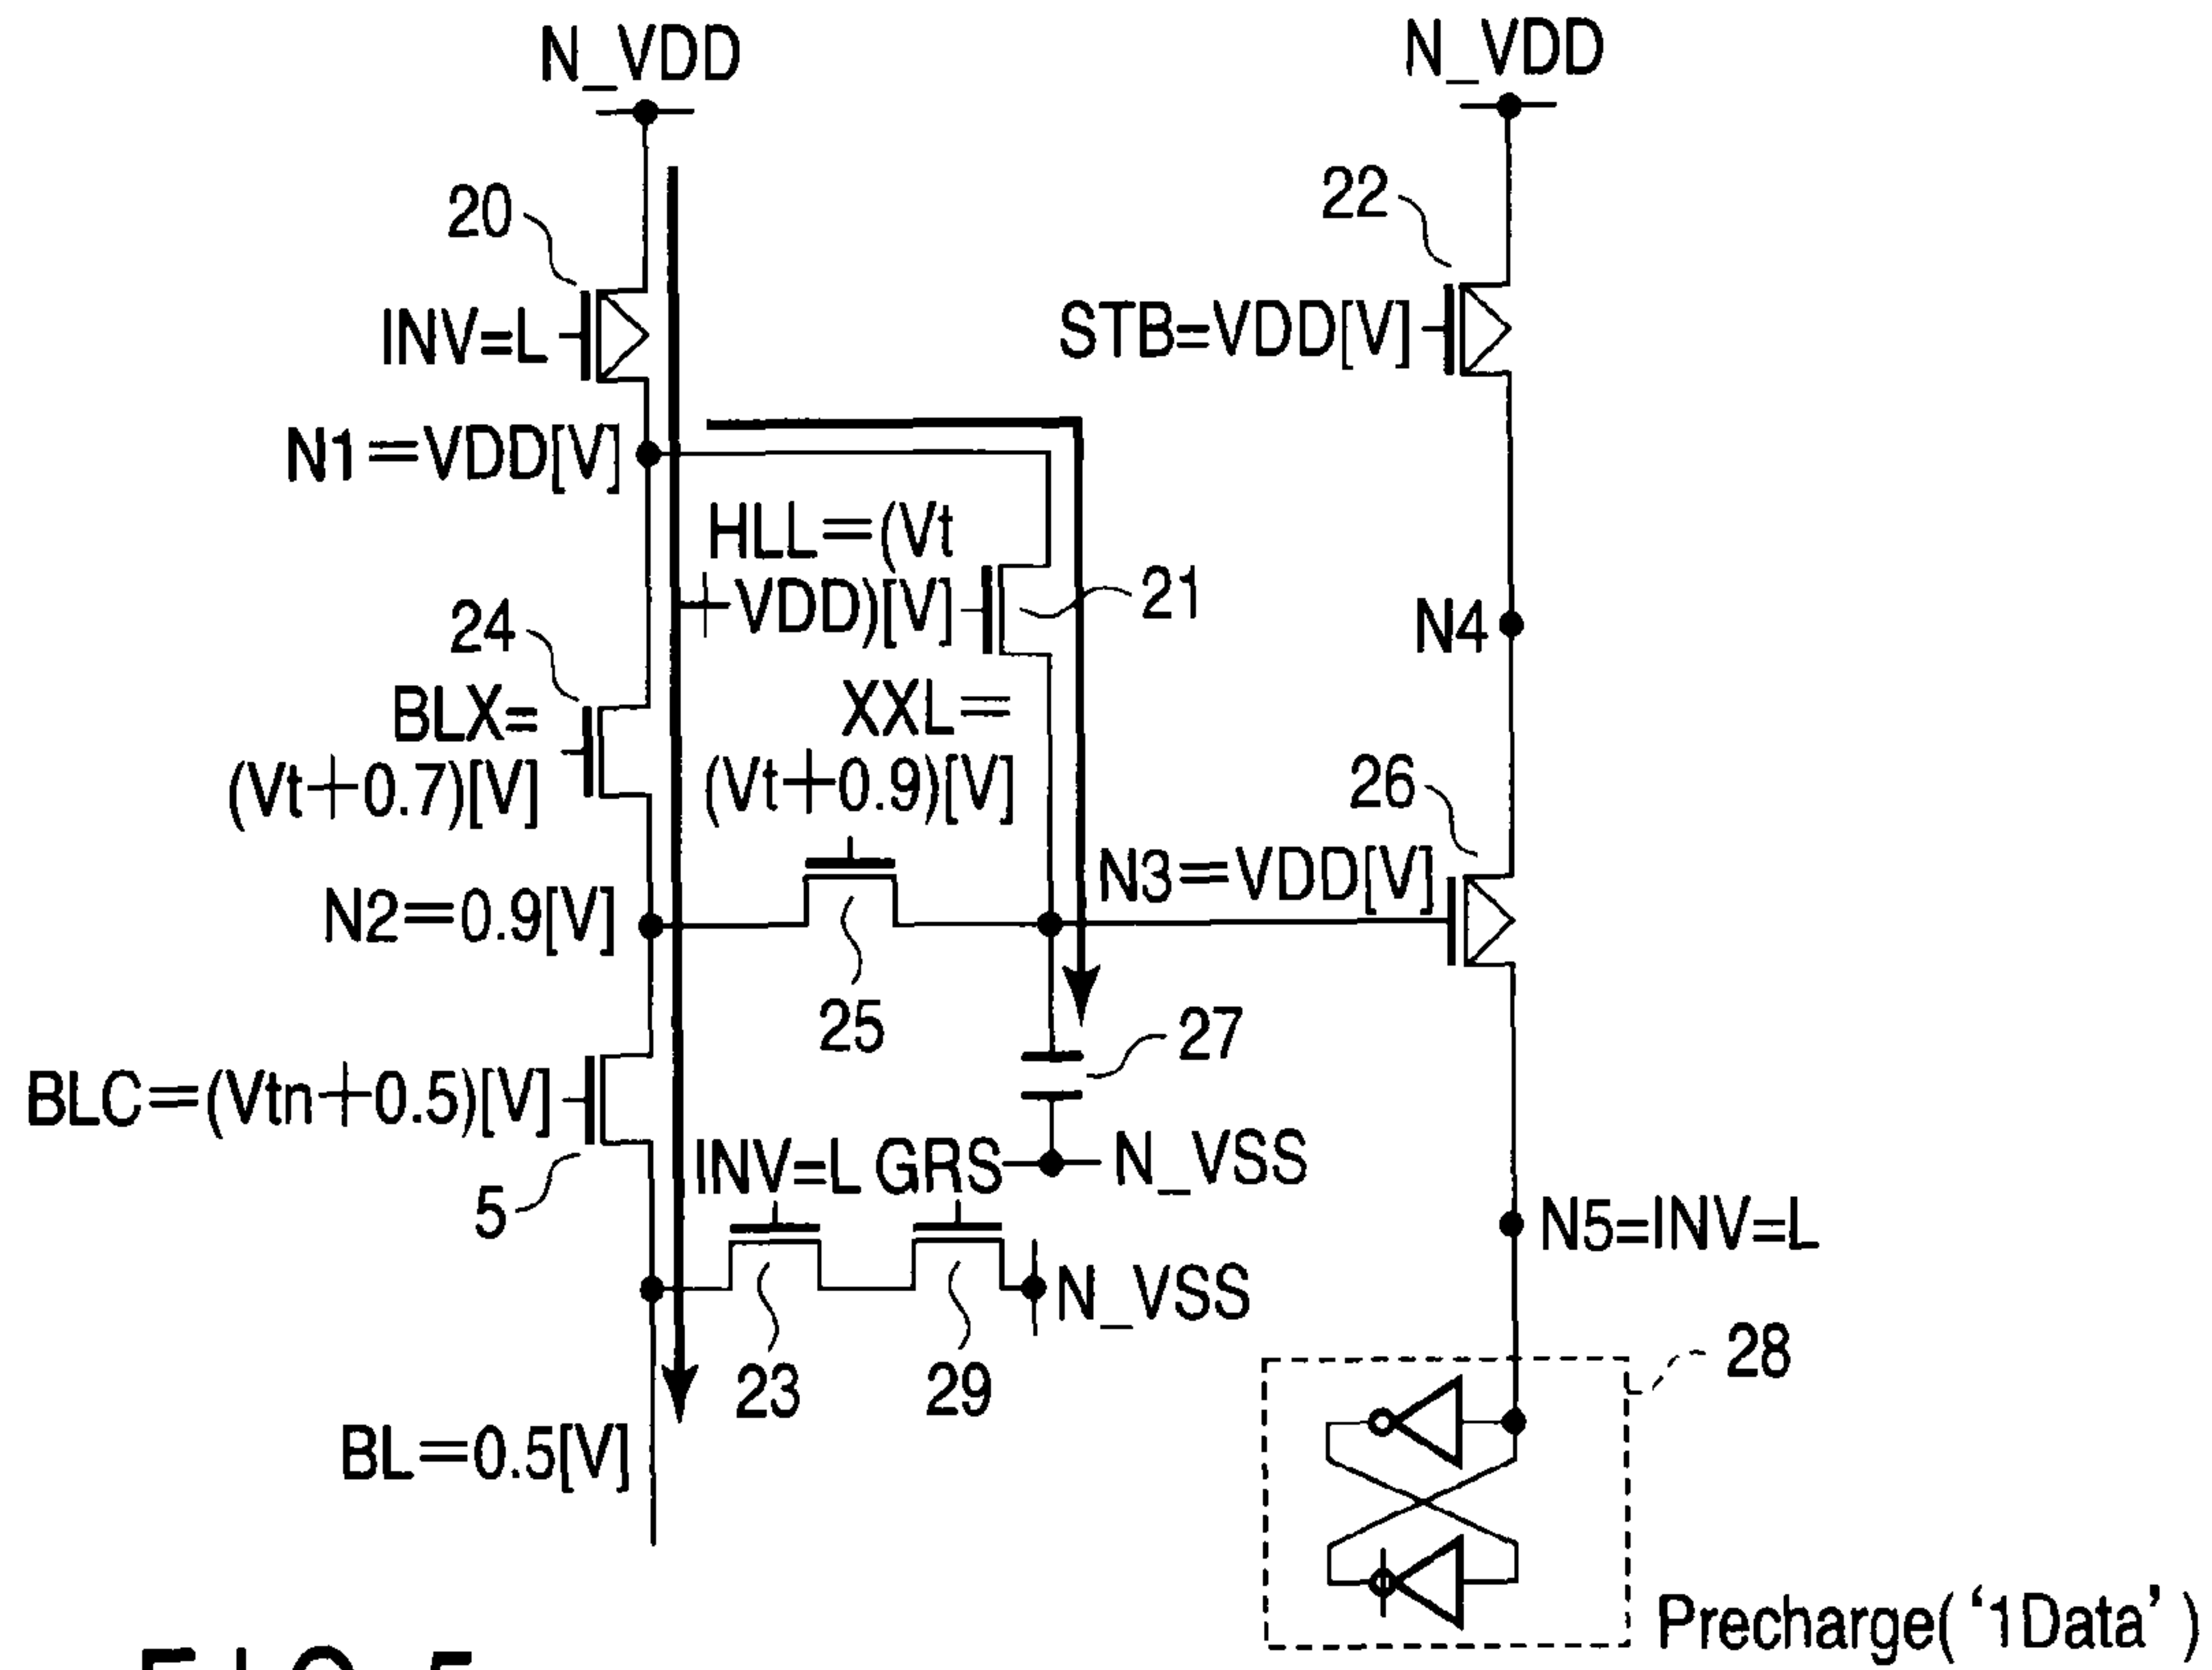 N_VDD
N_VDD
20
22
INV=L
STB=VDD[V]
N1=VDD[V]
HLL=(Vt
+VDD)[V]
21
24
N4
BLX=
(Vt+0.7)[V]
XXL=
(Vt+0.9)[V]
26
N3=VDD[V]
N2=0.9[V]
25
27
BLC=(Vtn+0.5)[V]
INV=L GRS
N_VSS
5
N5=INV=L
N_VSS
23
29
28
BL=0.5[V]
Precharge('1Data')